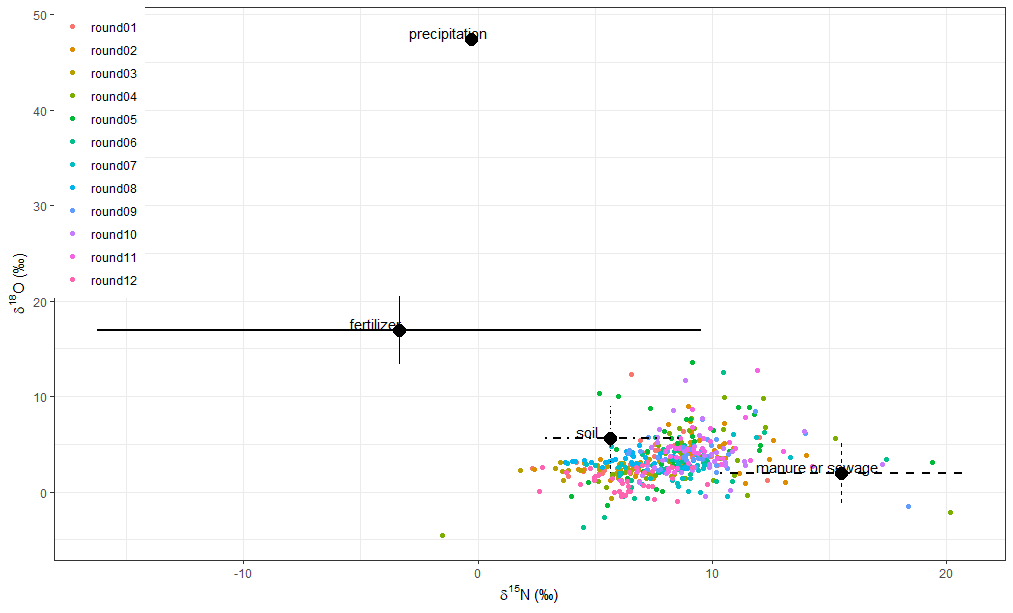 50
40
30
20
10
0
δ18O (‰)
round01
round02
round03
round04
round05
round06
round07
round08
round09
round10
round11
round12
precipitation
fertilizer
soil
manure or sewage
-10
0
10
20
δ15N (‰)